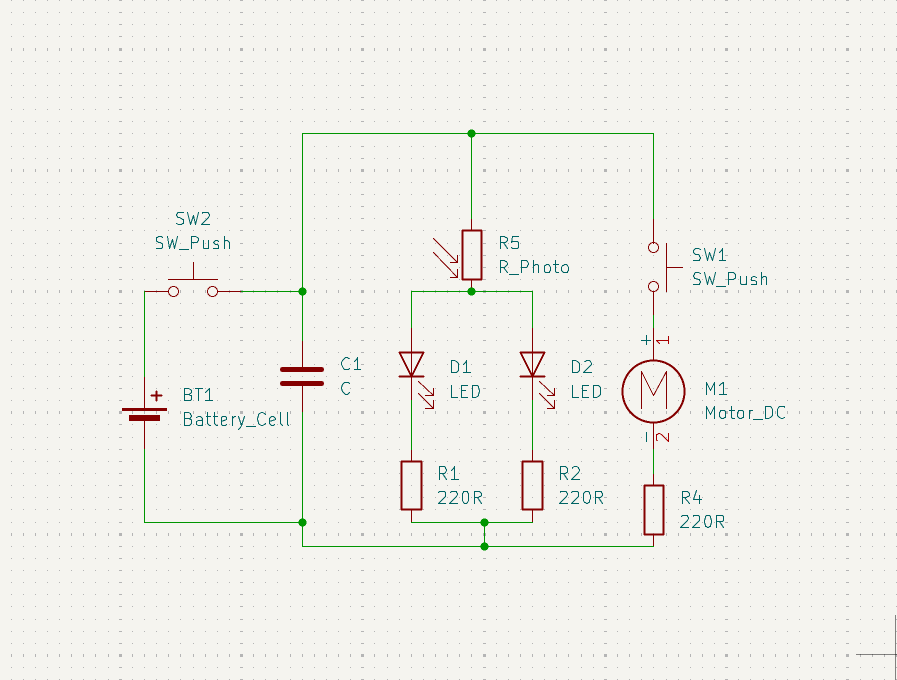 SW2
SW_Push
R5
R_Photo
SW1
SW_Push
+
1
C1
C
D1
LED
D2
LED
+
BT1
Battery_Cell
M
M1
Motor_DC
-
2
R1
220R
R2
220R
R4
220R